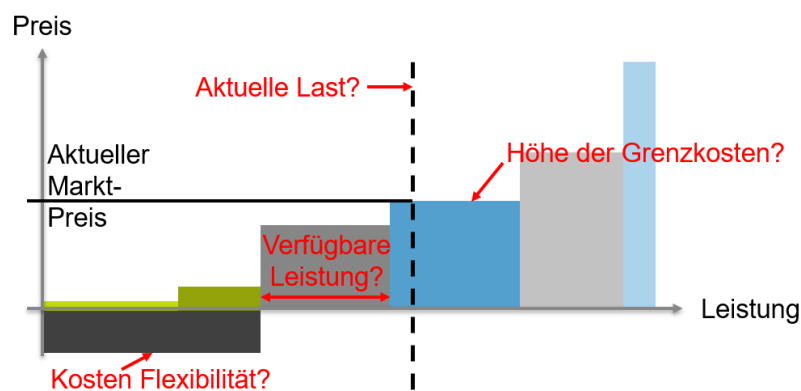 Preis
Aktuelle Last?
Aktueller
Markt-
Preis
Höhe der Grenzkosten?
Verfügbare
Leistung?
Leistung
Kosten Flexibilität?